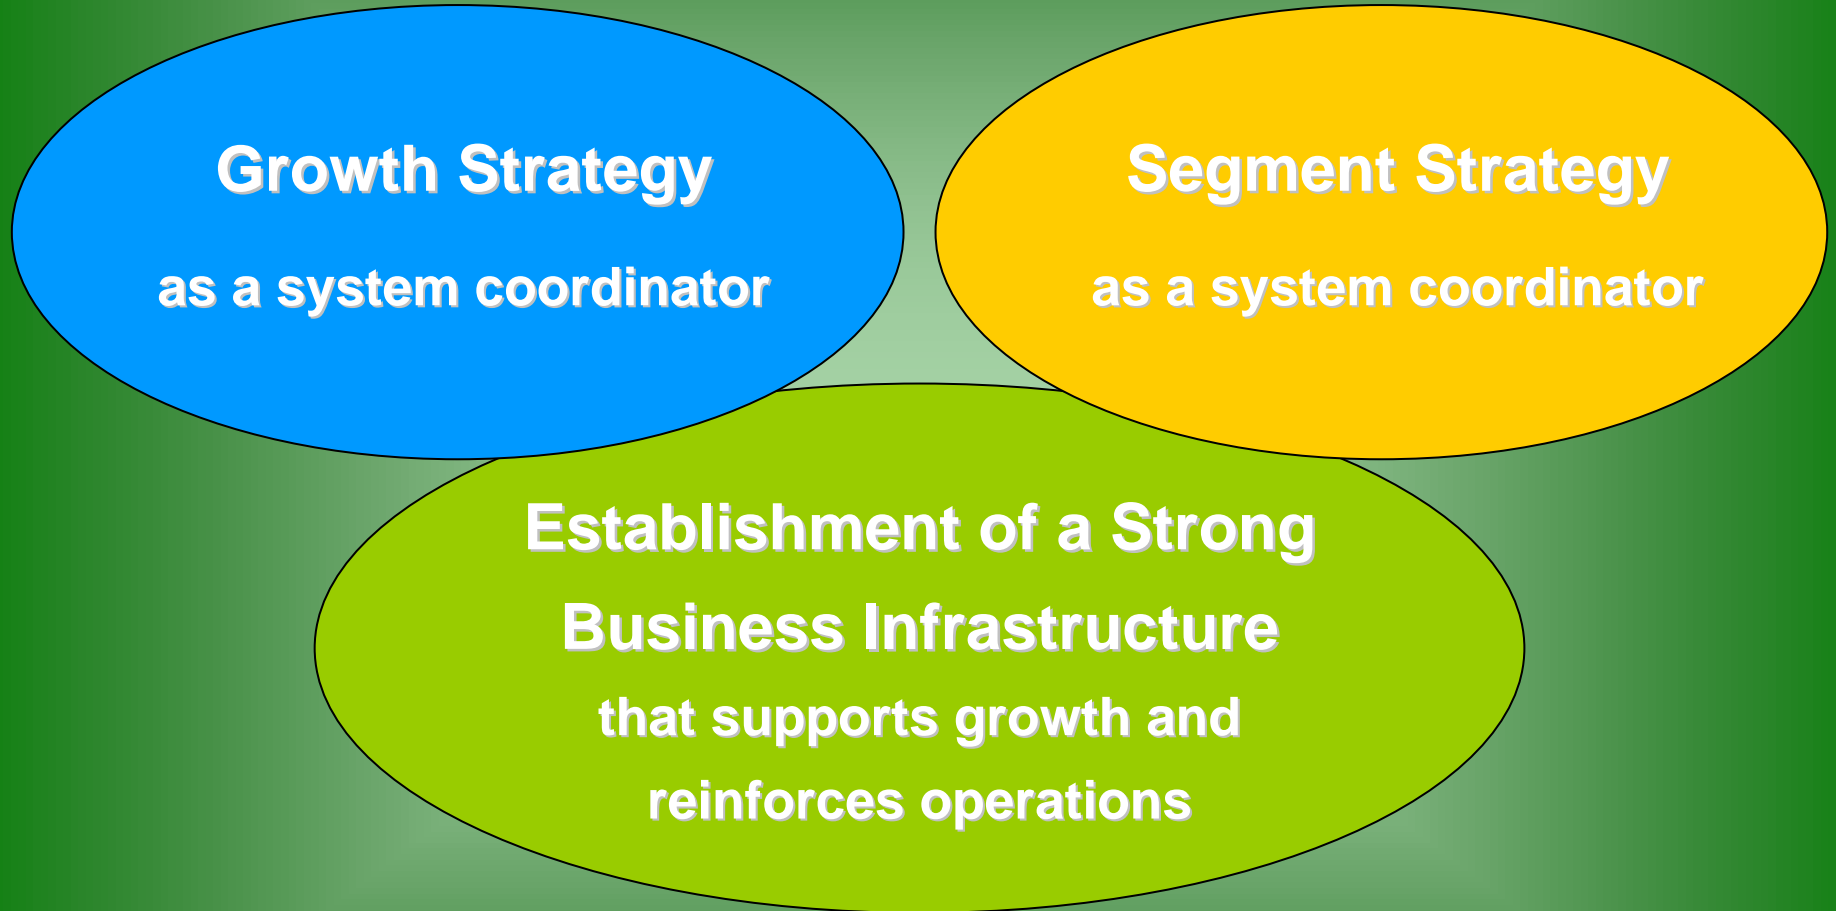 Growth Strategy
as a system coordinator
Segment Strategy
as a system coordinator
Establishment of a Strong
Business Infrastructure
that supports growth and
reinforces operations